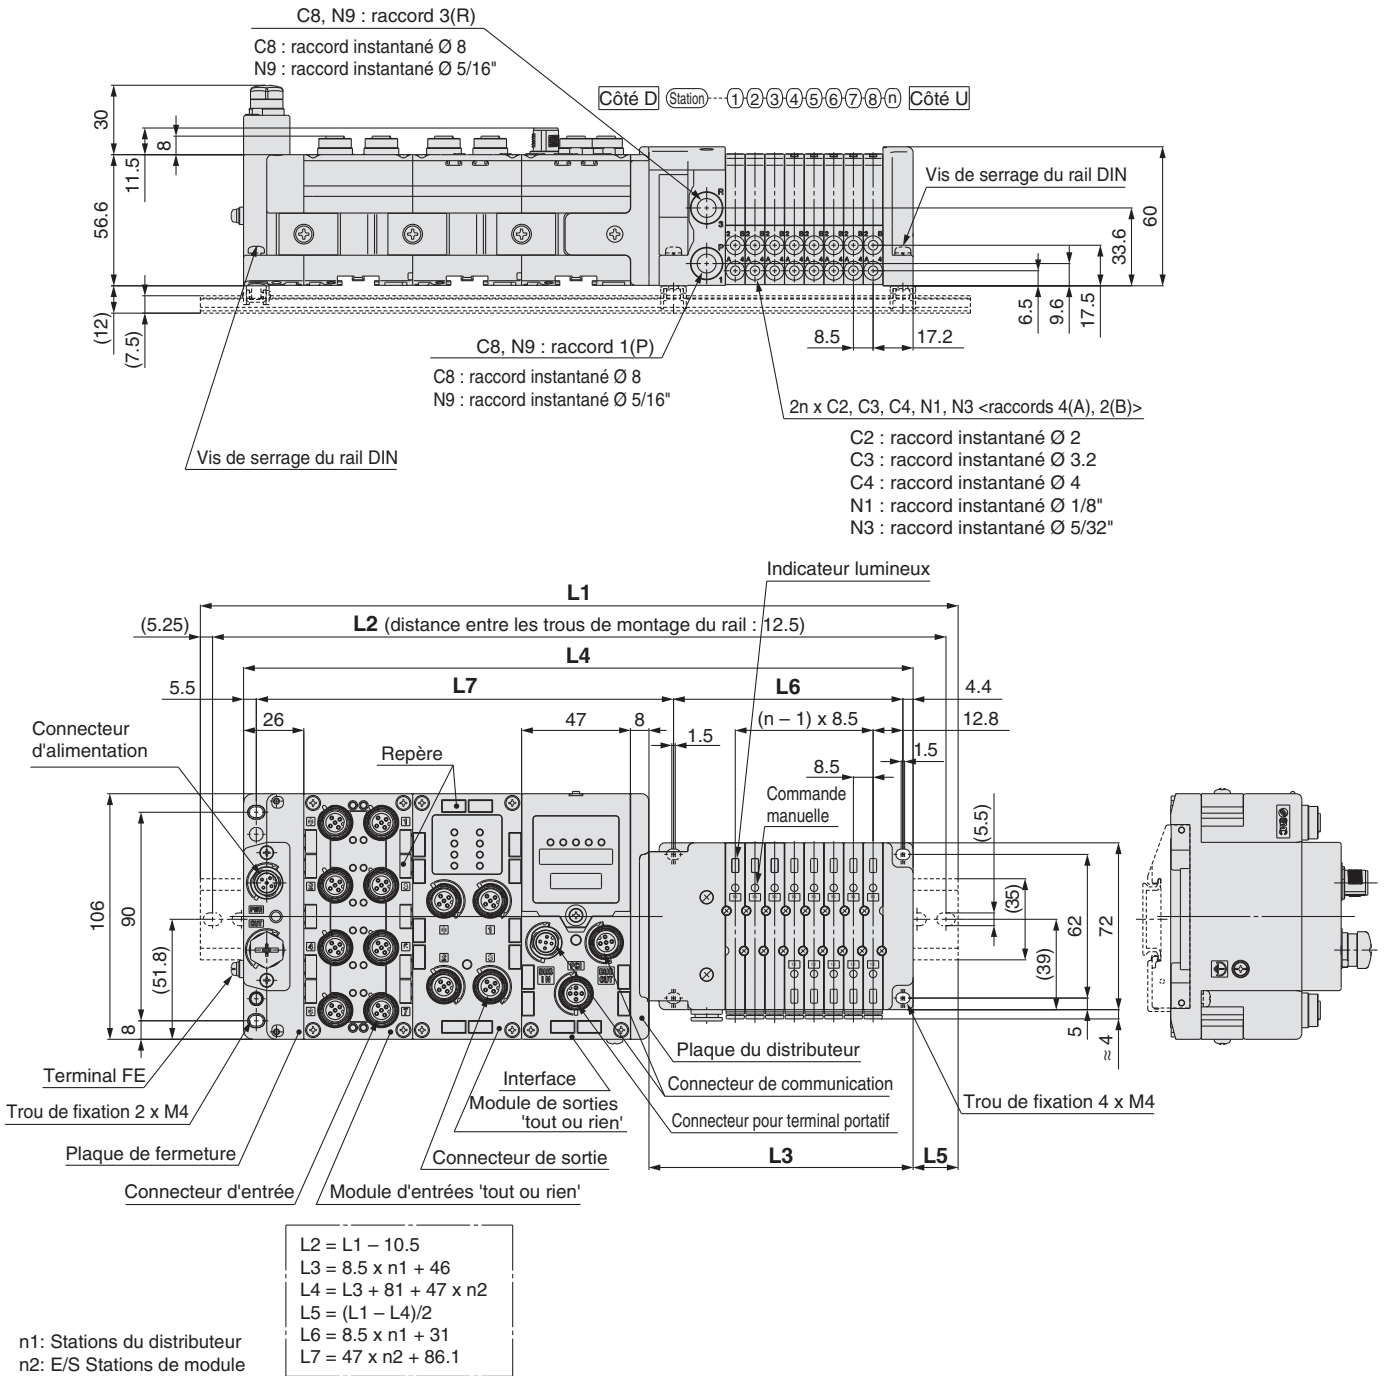 C8, N9 : raccord 3(R)
C8 : raccord instantané Ø 8
N9 : raccord instantané Ø 5/16"
Côté D Station 1 2 3 4 5 6 7 8 n Côté U
30
8
11.5
56.6
(12)
(7.5)
Vis de serrage du rail DIN
R
3
P
1
60
33.6
17.5
9.6
6.5
8.5
17.2
C8, N9 : raccord 1(P)
C8 : raccord instantané Ø 8
N9 : raccord instantané Ø 5/16"
Vis de serrage du rail DIN
2n x C2, C3, C4, N1, N3 <raccords 4(A), 2(B)>
C2 : raccord instantané Ø 2
C3 : raccord instantané Ø 3.2
C4 : raccord instantané Ø 4
N1 : raccord instantané Ø 1/8"
N3 : raccord instantané Ø 5/32"
Indicateur lumineux
L1
(5.25)
L2 (distance entre les trous de montage du rail : 12.5)
L4
5.5
L7
L6
4.4
26
47
8
(n – 1) x 8.5
12.8
1.5
1.5
8.5
Connecteur
d'alimentation
Repère
Commande
manuelle
(5.5)
106
90
(51.8)
8
(35)
(39)
62
72
5
≈ 4
PWR
OUT
BUS
IN
PCI
BUS
OUT
SMC
Terminal FE
Trou de fixation 2 x M4
Plaque de fermeture
Connecteur d'entrée
Module d'entrées 'tout ou rien'
Connecteur de sortie
Interface
Module de sorties
'tout ou rien'
Plaque du distributeur
Connecteur de communication
Connecteur pour terminal portatif
Trou de fixation 4 x M4
L3
L5
L2 = L1 – 10.5
L3 = 8.5 x n1 + 46
L4 = L3 + 81 + 47 x n2
L5 = (L1 – L4)/2
L6 = 8.5 x n1 + 31
L7 = 47 x n2 + 86.1
n1: Stations du distributeur
n2: E/S Stations de module